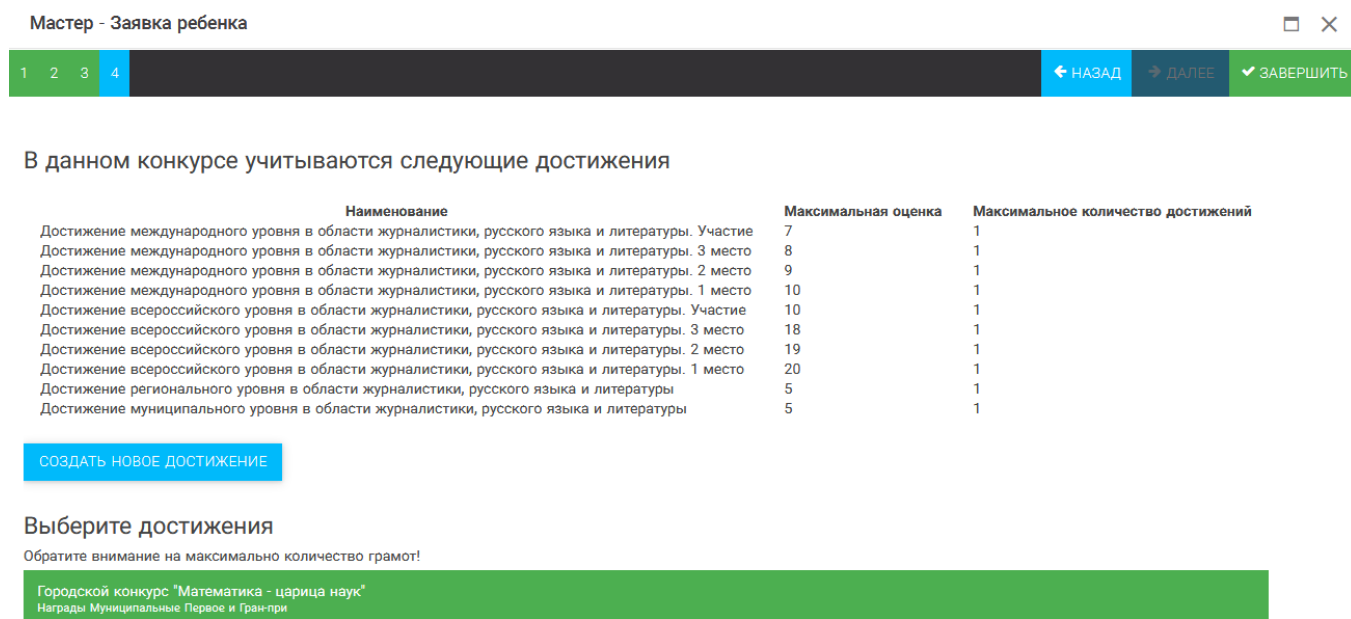 Мастер - Заявка ребенка
1 2 3 4 НАЗАД ДАЛЕЕ ЗАВЕРШИТЬ
В данном конкурсе учитываются следующие достижения
Наименование Максимальная оценка Максимальное количество достижений
Достижение международного уровня в области журналистики, русского языка и литературы. Участие 7 1
Достижение международного уровня в области журналистики, русского языка и литературы. 3 место 8 1
Достижение международного уровня в области журналистики, русского языка и литературы. 2 место 9 1
Достижение международного уровня в области журналистики, русского языка и литературы. 1 место 10 1
Достижение всероссийского уровня в области журналистики, русского языка и литературы. Участие 10 1
Достижение всероссийского уровня в области журналистики, русского языка и литературы. 3 место 18 1
Достижение всероссийского уровня в области журналистики, русского языка и литературы. 2 место 19 1
Достижение всероссийского уровня в области журналистики, русского языка и литературы. 1 место 20 1
Достижение регионального уровня в области журналистики, русского языка и литературы 5 1
Достижение муниципального уровня в области журналистики, русского языка и литературы 5 1
СОЗДАТЬ НОВОЕ ДОСТИЖЕНИЕ
Выберите достижения
Обратите внимание на максимально количество грамот!
Городской конкурс "Математика - царица наук"
Награды Муниципальные Первое и Гран-при